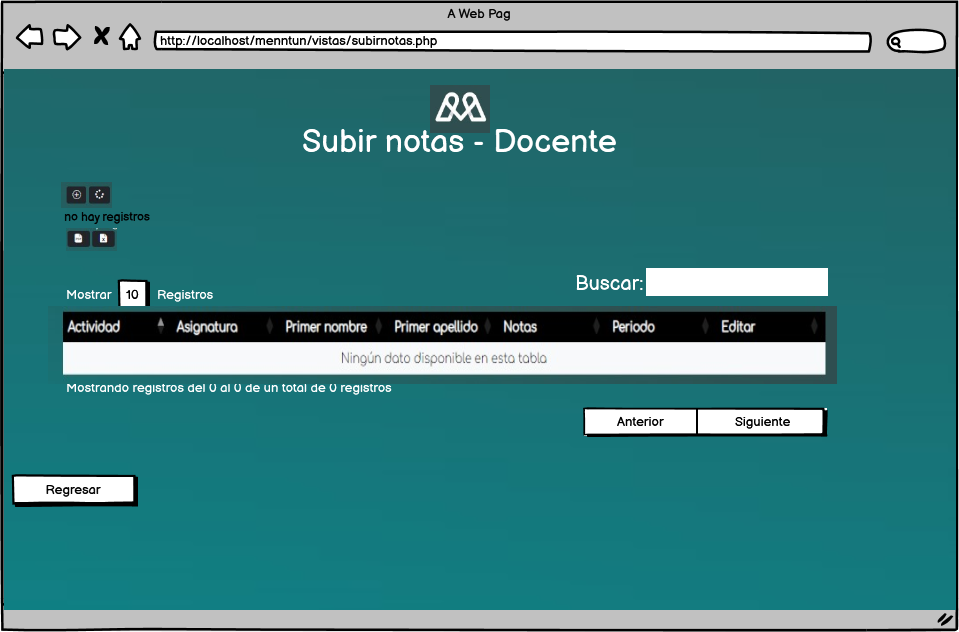 A Web Pag
http://localhost/menntun/vistas/subirnotas.php
Subir notas - Docente
no hay registros
Buscar:
Mostrar 10 Registros
Actividad Asignatura Primer nombre Primer apellido Notas Periodo Editar
Ningún dato disponible en esta tabla
Mostrando registros del 0 al 0 de un total de 0 registros
Anterior Siguiente
Regresar